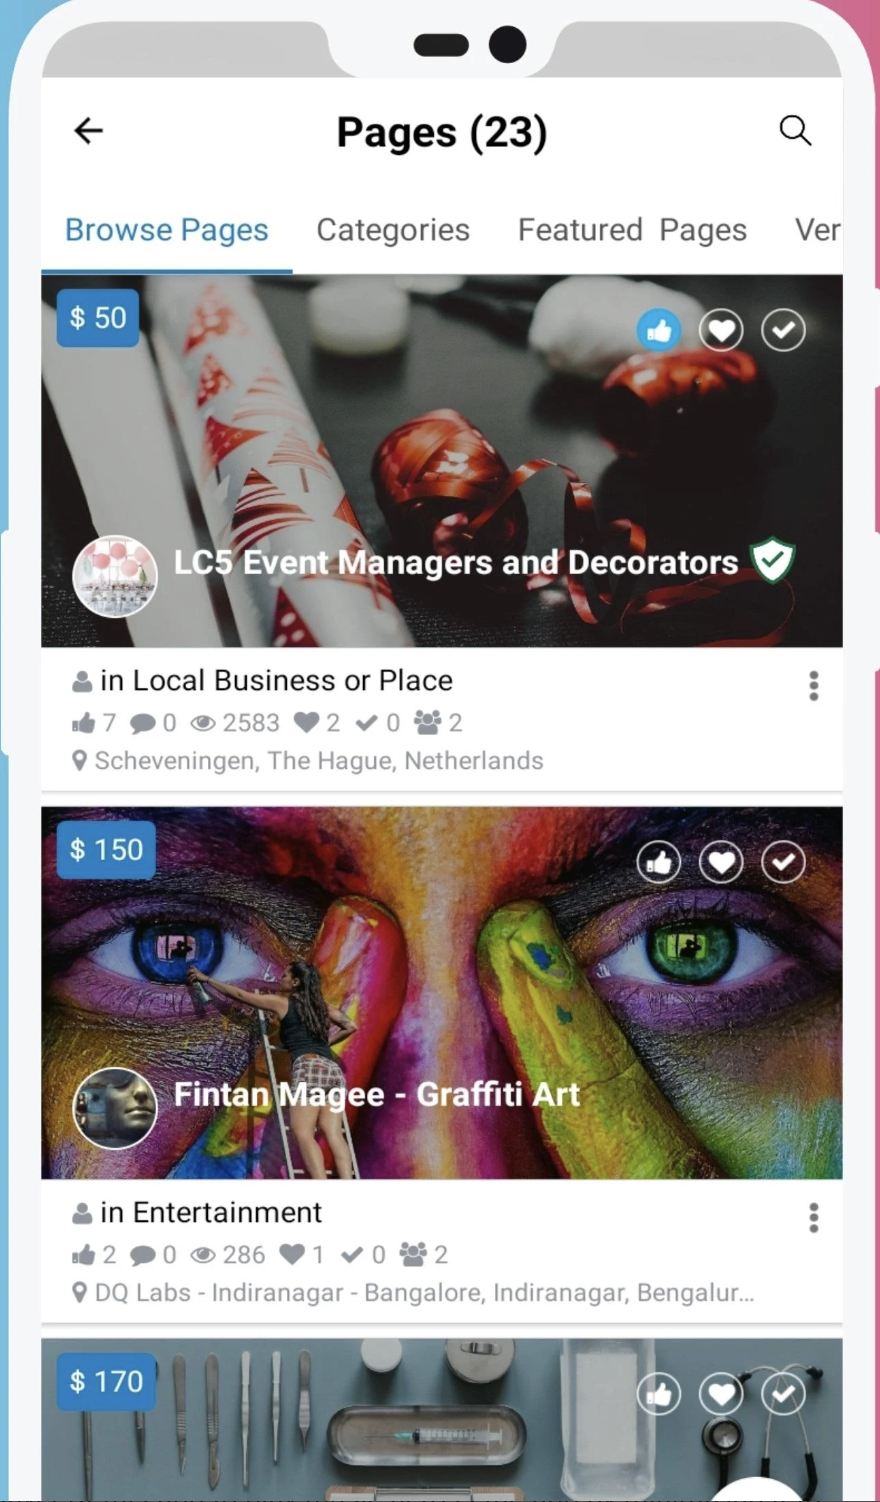 Pages (23)
Browse Pages Categories Featured Pages Ver
$ 50
LC5 Event Managers and Decorators
in Local Business or Place
7 0 2583 2 0 2
Scheveningen, The Hague, Netherlands
$ 150
Fintan Magee - Graffiti Art
in Entertainment
2 0 286 1 0 2
DQ Labs - Indiranagar - Bangalore, Indiranagar, Bengalur...
$ 170